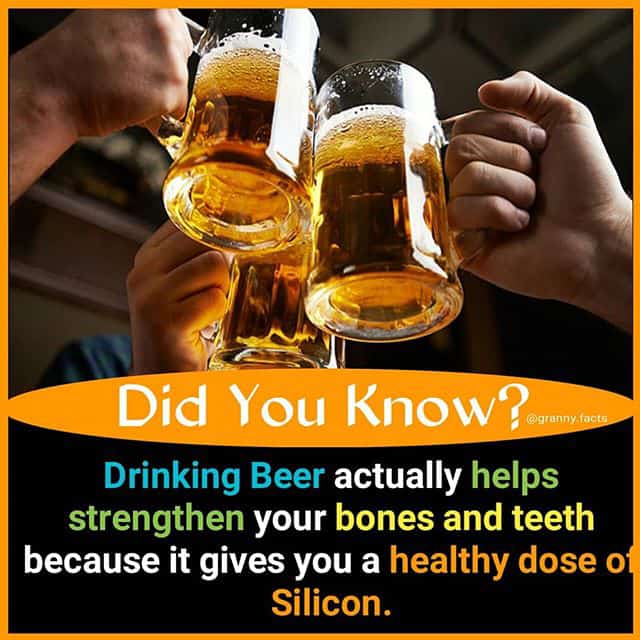 Did You Know?
@granny.facts
Drinking Beer actually helps
strengthen your bones and teeth
because it gives you a healthy dose of
Silicon.